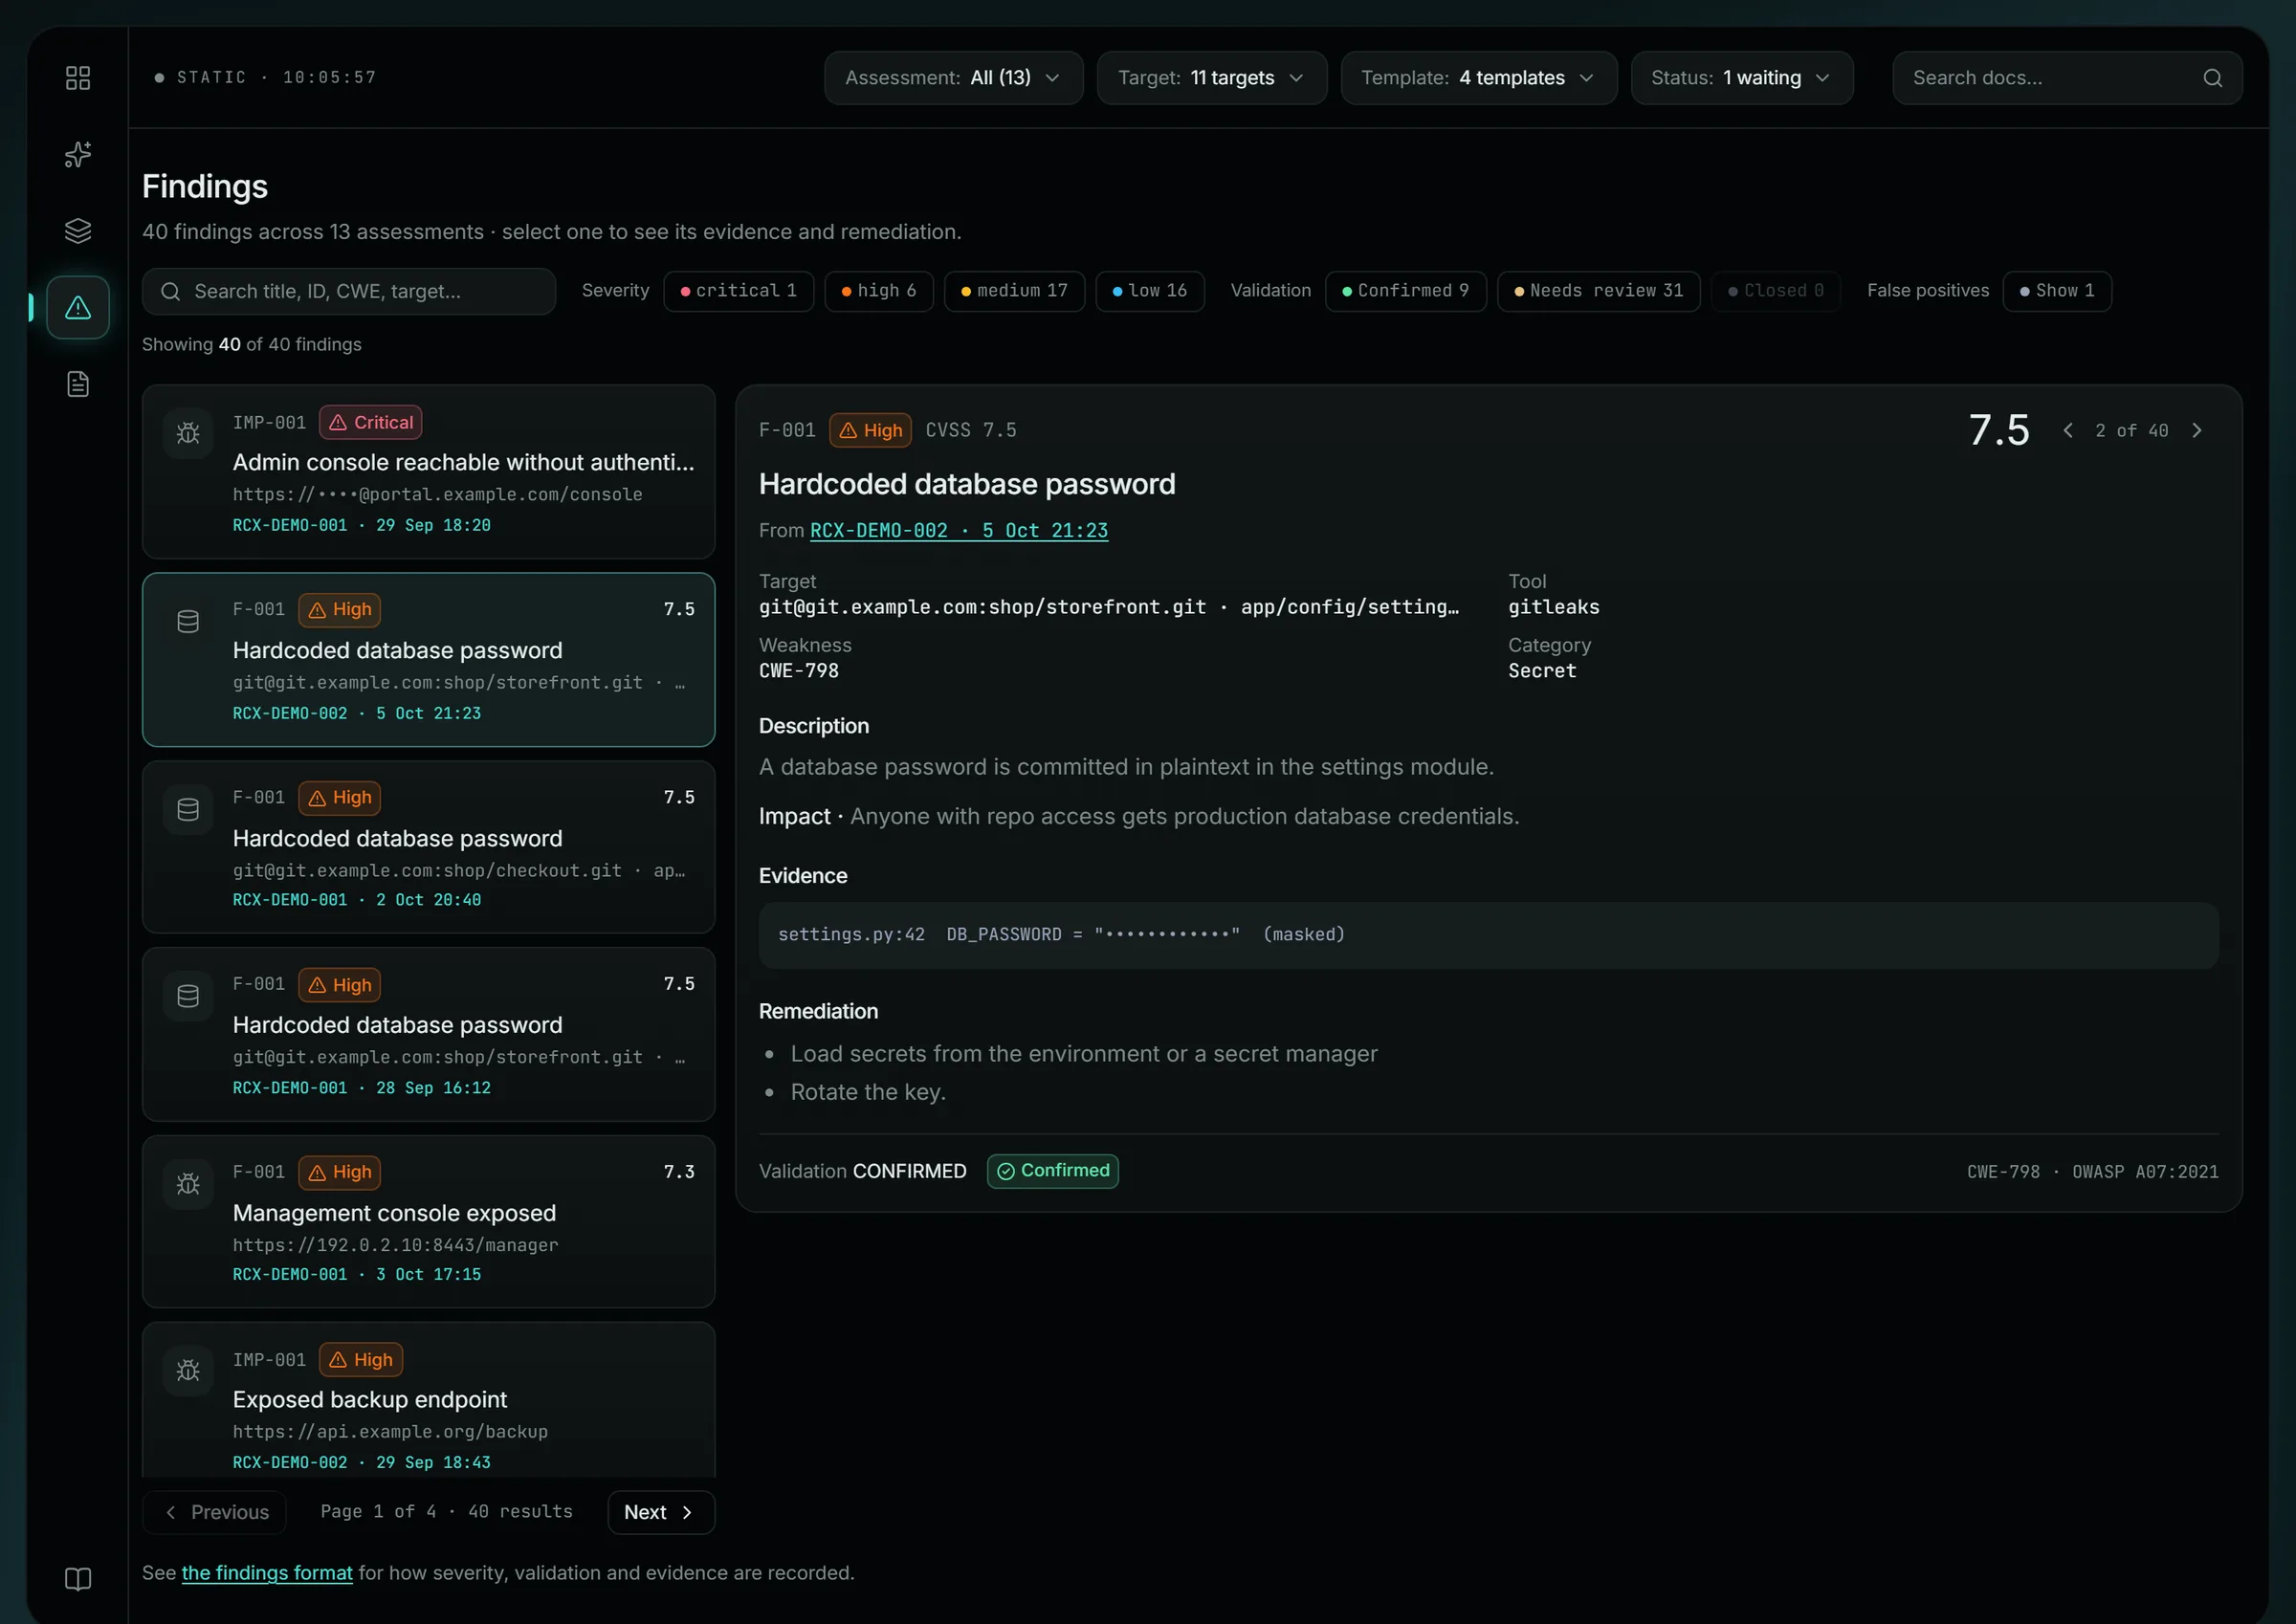 STATIC · 10:05:57
Assessment: All (13)
Target: 11 targets
Template: 4 templates
Status: 1 waiting
Search docs...
Findings
40 findings across 13 assessments · select one to see its evidence and remediation.
Search title, ID, CWE, target...
Severity
critical 1
high 6
medium 17
low 16
Validation
Confirmed 9
Needs review 31
Closed 0
False positives
Show 1
Showing 40 of 40 findings
IMP-001 Critical
Admin console reachable without authenti...
https://••••@portal.example.com/console
RCX-DEMO-001 · 29 Sep 18:20
F-001 High 7.5
Hardcoded database password
git@git.example.com:shop/storefront.git · …
RCX-DEMO-002 · 5 Oct 21:23
F-001 High 7.5
Hardcoded database password
git@git.example.com:shop/checkout.git · ap…
RCX-DEMO-001 · 2 Oct 20:40
F-001 High 7.5
Hardcoded database password
git@git.example.com:shop/storefront.git · …
RCX-DEMO-001 · 28 Sep 16:12
F-001 High 7.3
Management console exposed
https://192.0.2.10:8443/manager
RCX-DEMO-001 · 3 Oct 17:15
IMP-001 High
Exposed backup endpoint
https://api.example.org/backup
RCX-DEMO-002 · 29 Sep 18:43
Previous
Page 1 of 4 · 40 results
Next
F-001 High CVSS 7.5
7.5
2 of 40
Hardcoded database password
From RCX-DEMO-002 · 5 Oct 21:23
Target
git@git.example.com:shop/storefront.git · app/config/setting…
Tool
gitleaks
Weakness
CWE-798
Category
Secret
Description
A database password is committed in plaintext in the settings module.
Impact · Anyone with repo access gets production database credentials.
Evidence
settings.py:42 DB_PASSWORD = "••••••••••••" (masked)
Remediation
• Load secrets from the environment or a secret manager
• Rotate the key.
Validation CONFIRMED Confirmed
CWE-798 · OWASP A07:2021
See the findings format for how severity, validation and evidence are recorded.